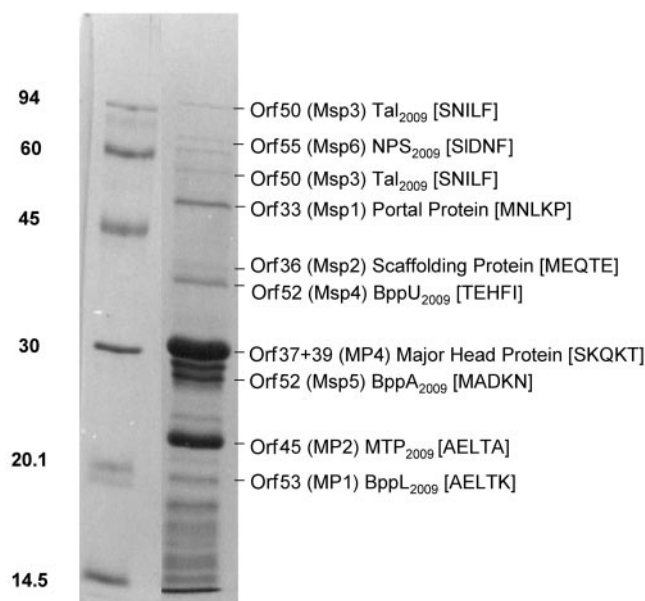 94
60
45
30
20.1
14.5
Orf50 (Msp3) Tal2009 [SNILF]
Orf55 (Msp6) NPS2009 [SIDNF]
Orf50 (Msp3) Tal2009 [SNILF]
Orf33 (Msp1) Portal Protein [MNLKP]
Orf36 (Msp2) Scaffolding Protein [MEQTE]
Orf52 (Msp4) BppU2009 [TEHFI]
Orf37+39 (MP4) Major Head Protein [SKQKT]
Orf52 (Msp5) BppA2009 [MADKN]
Orf45 (MP2) MTP2009 [AELTA]
Orf53 (MP1) BppL2009 [AELTK]